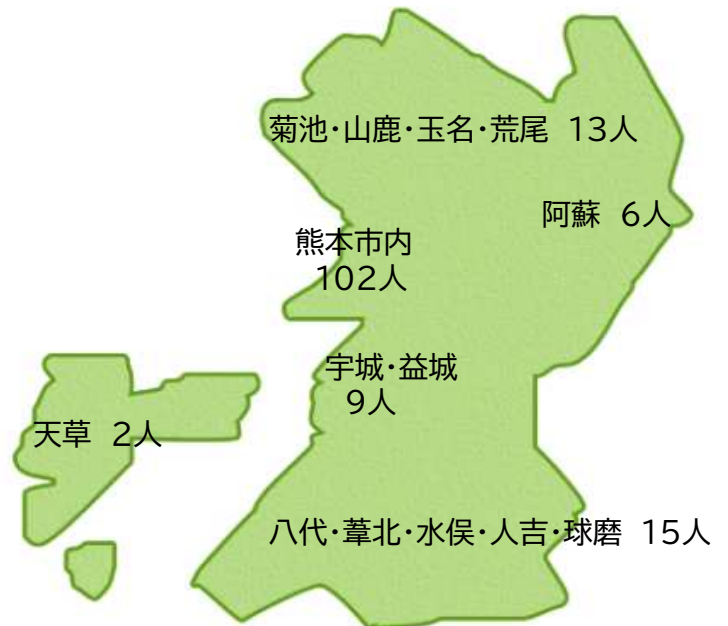 菊池・山鹿・玉名・荒尾 13人
阿蘇 6人
熊本市内
102人
宇城・益城
9人
天草 2人
八代・葦北・水俣・人吉・球磨 15人